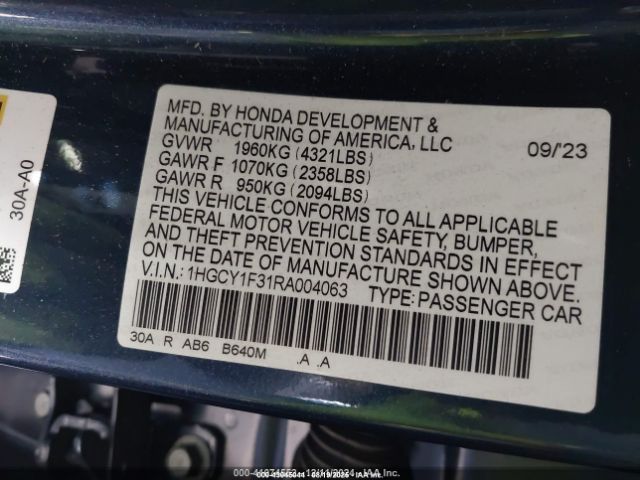 MFD. BY HONDA DEVELOPMENT &
MANUFACTURING OF AMERICA, LLC 09/'23
GVWR 1960KG (4321LBS)
GAWR F 1070KG (2358LBS)
GAWR R 950KG (2094LBS)
THIS VEHICLE CONFORMS TO ALL APPLICABLE
FEDERAL MOTOR VEHICLE SAFETY, BUMPER,
AND THEFT PREVENTION STANDARDS IN EFFECT
ON THE DATE OF MANUFACTURE SHOWN ABOVE.
V.I.N.: 1HGCY1F31RA004063 TYPE: PASSENGER CAR
30A R AB6 B640M .A .A
30A-A0